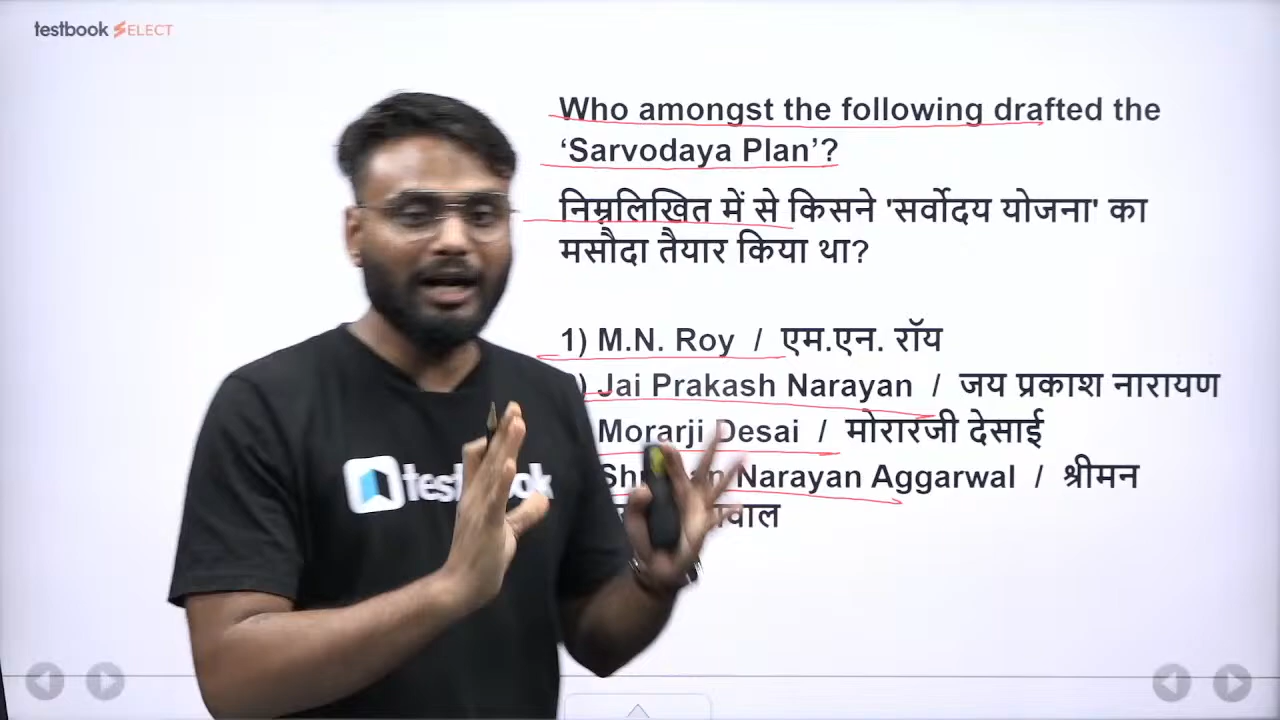 testbook SELECT
Who amongst the following drafted the
‘Sarvodaya Plan’?
निम्नलिखित में से किसने 'सर्वोदय योजना' का
मसौदा तैयार किया था?
1) M.N. Roy / एम.एन. रॉय
) Jai Prakash Narayan / जय प्रकाश नारायण
Morarji Desai / मोरारजी देसाई
Narayan Aggarwal / श्रीमन
testbook